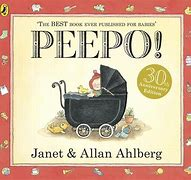 'THE BEST BOOK EVER PUBLISHED FOR BABIES'
PEEPO!
30th
Anniversary
Edition
Janet & Allan Ahlberg